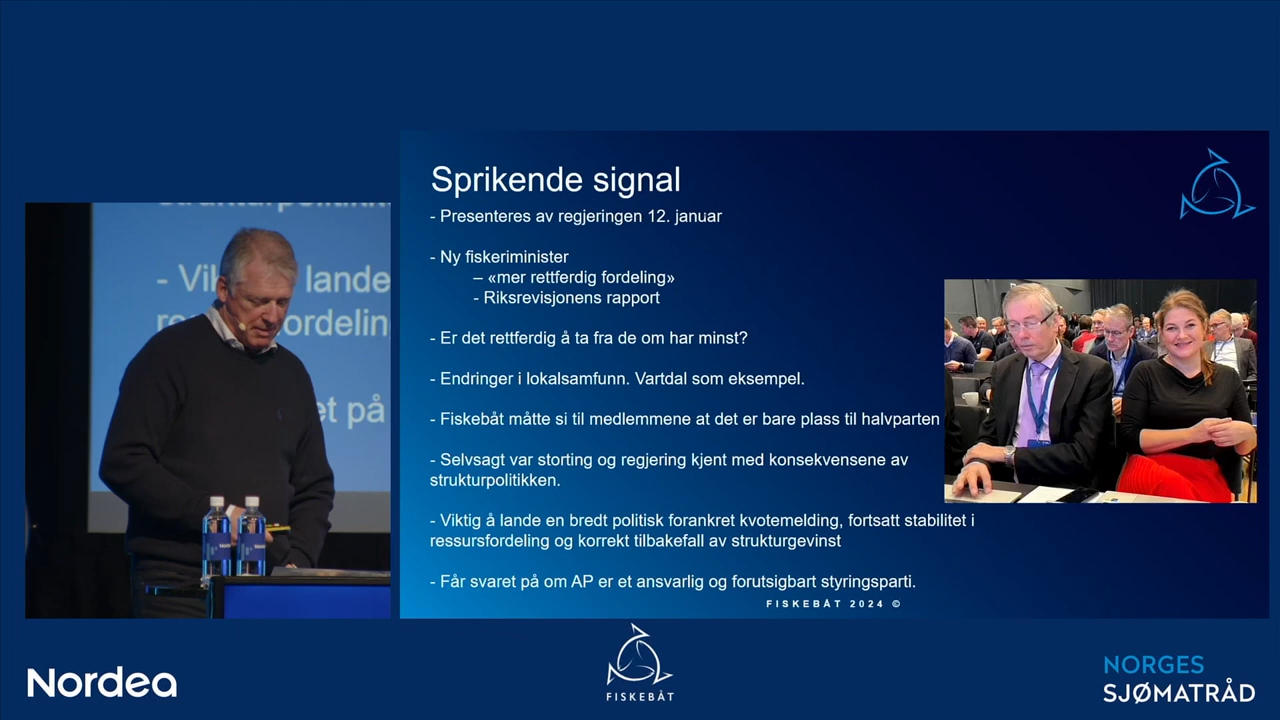 Sprikende signal
- Presenteres av regjeringen 12. januar
- Ny fiskeriminister
– «mer rettferdig fordeling»
- Riksrevisjonens rapport
- Er det rettferdig å ta fra de om har minst?
- Endringer i lokalsamfunn. Vartdal som eksempel.
- Fiskebåt måtte si til medlemmene at det er bare plass til halvparten
- Selvsagt var storting og regjering kjent med konsekvensene av
strukturpolitikken.
- Viktig å lande en bredt politisk forankret kvotemelding, fortsatt stabilitet i
ressursfordeling og korrekt tilbakefall av strukturgevinst
- Får svaret på om AP er et ansvarlig og forutsigbart styringsparti.
FISKEBÅT 2024 ©
lande
ordelin
et på
Nordea
FISKEBÅT
NORGES
SJØMATRÅD